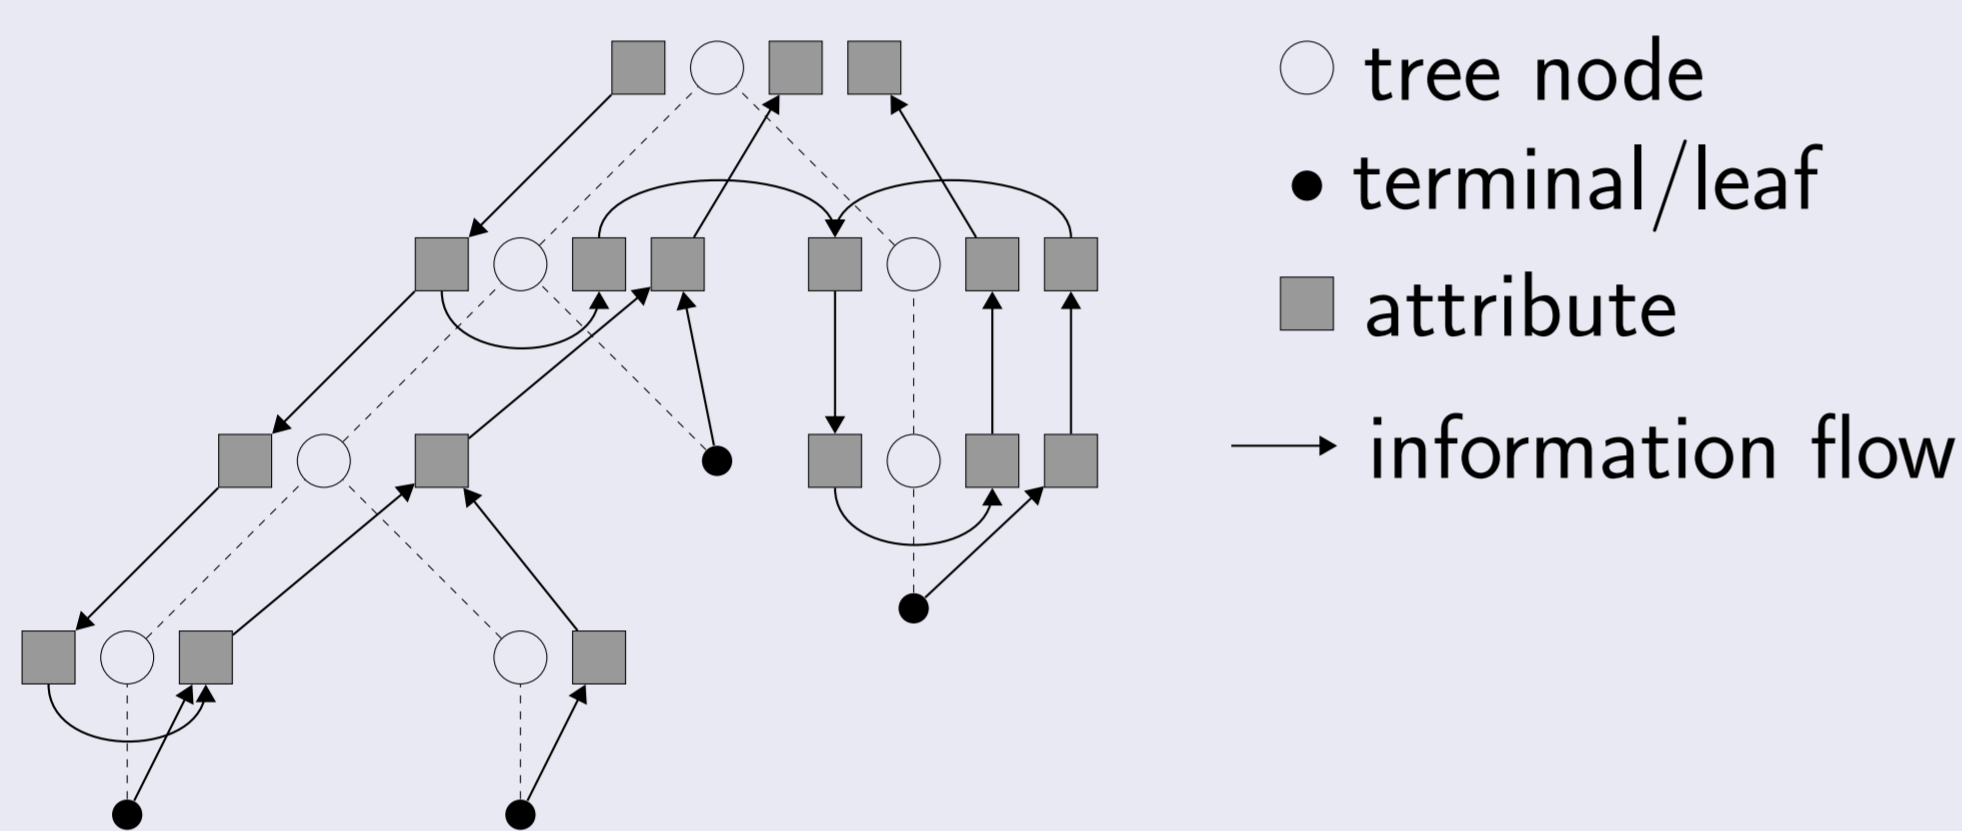 tree node
terminal/leaf
attribute
information flow